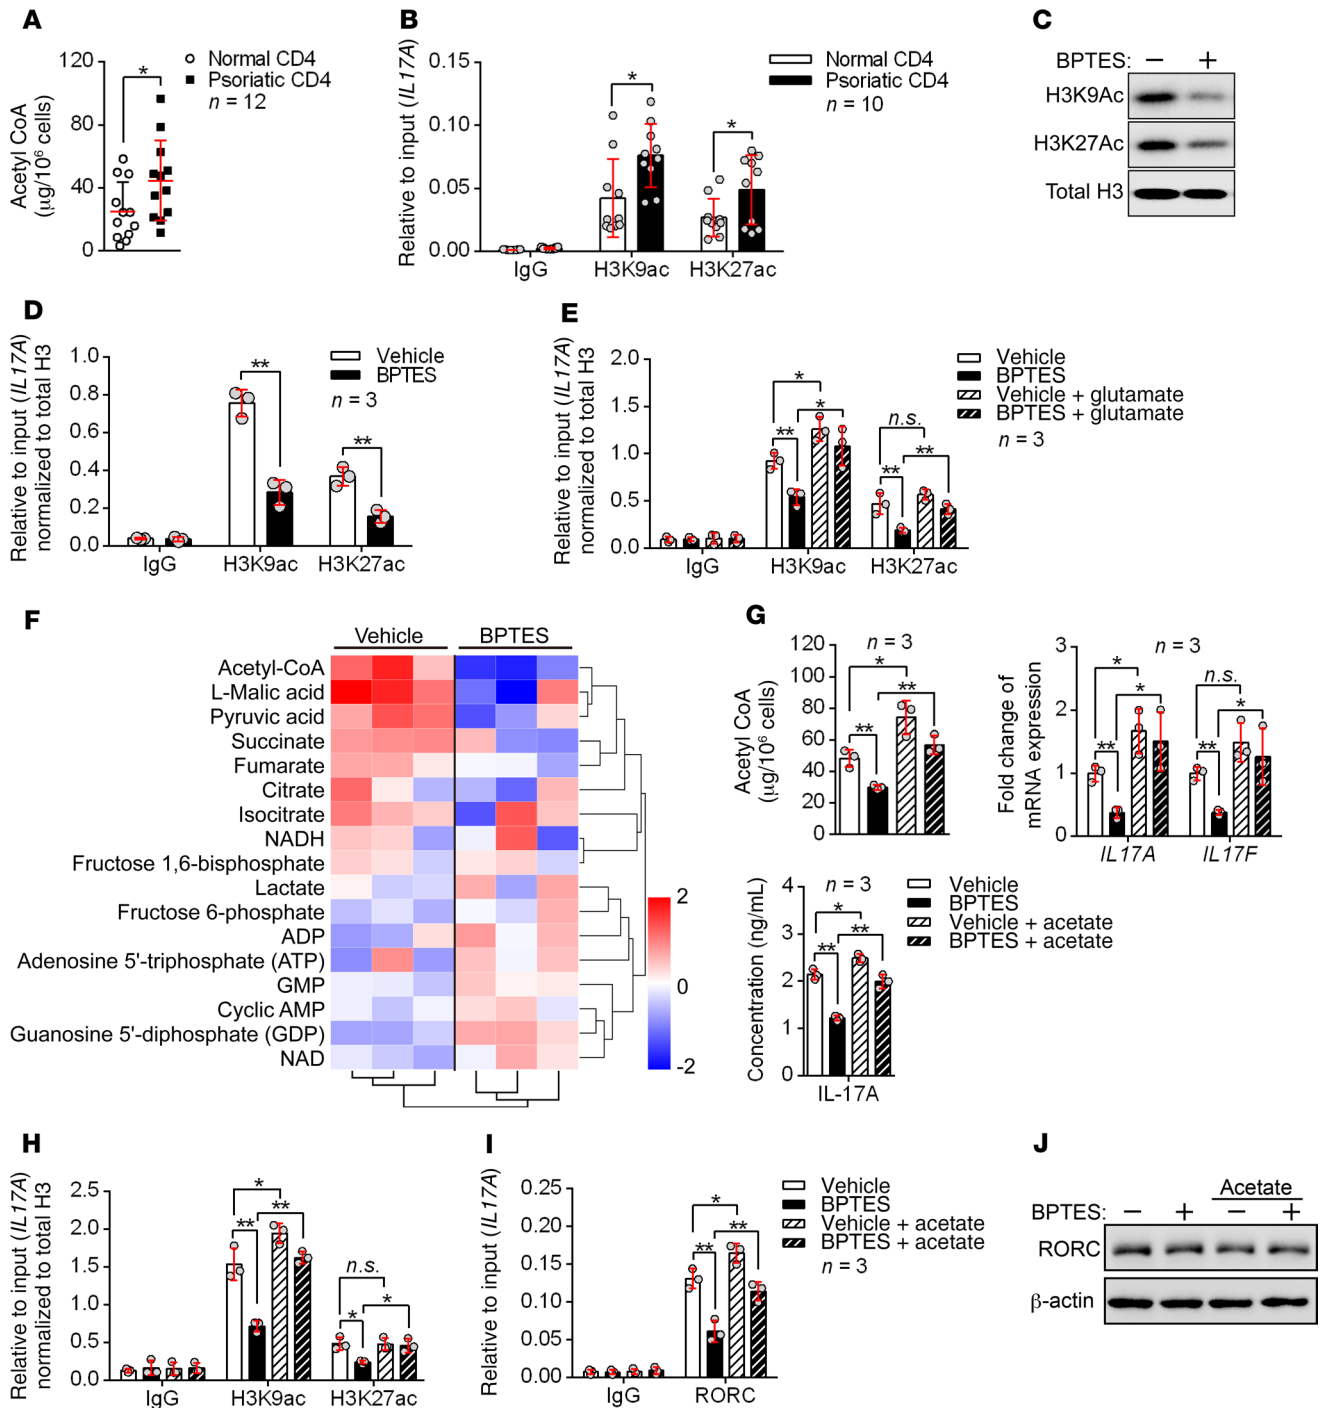 A
120
80
40
0
Acetyl CoA
(µg/10⁶ cells)
*
Normal CD4
Psoriatic CD4
n = 12
B
Relative to input (IL17A)
0.15
0.10
0.05
0.00
*
*
IgG
H3K9ac
H3K27ac
Normal CD4
Psoriatic CD4
n = 10
C
BPTES: − +
H3K9Ac
H3K27Ac
Total H3
D
Relative to input (IL17A)
normalized to total H3
1.0
0.8
0.6
0.4
0.2
0.0
**
**
IgG
H3K9ac
H3K27ac
Vehicle
BPTES
n = 3
E
Relative to input (IL17A)
normalized to total H3
2.0
1.5
1.0
0.5
0.0
*
*
**
n.s.
**
**
IgG
H3K9ac
H3K27ac
Vehicle
BPTES
Vehicle + glutamate
BPTES + glutamate
n = 3
F
Vehicle
BPTES
Acetyl-CoA
L-Malic acid
Pyruvic acid
Succinate
Fumarate
Citrate
Isocitrate
NADH
Fructose 1,6-bisphosphate
Lactate
Fructose 6-phosphate
ADP
Adenosine 5'-triphosphate (ATP)
GMP
Cyclic AMP
Guanosine 5'-diphosphate (GDP)
NAD
2
0
-2
G
Acetyl CoA
(µg/10⁶ cells)
120
100
80
60
40
20
0
n = 3
*
**
**
Fold change of
mRNA expression
3
2
1
0
n = 3
*
*
**
n.s.
*
**
IL17A
IL17F
Concentration (ng/mL)
4
3
2
1
0
n = 3
*
**
**
IL-17A
Vehicle
BPTES
Vehicle + acetate
BPTES + acetate
H
Relative to input (IL17A)
normalized to total H3
2.5
2.0
1.5
1.0
0.5
0.0
*
**
**
n.s.
*
*
IgG
H3K9ac
H3K27ac
I
Relative to input (IL17A)
0.25
0.20
0.15
0.10
0.05
0.00
*
**
**
IgG
RORC
Vehicle
BPTES
Vehicle + acetate
BPTES + acetate
n = 3
J
Acetate
BPTES: − + − +
RORC
β-actin